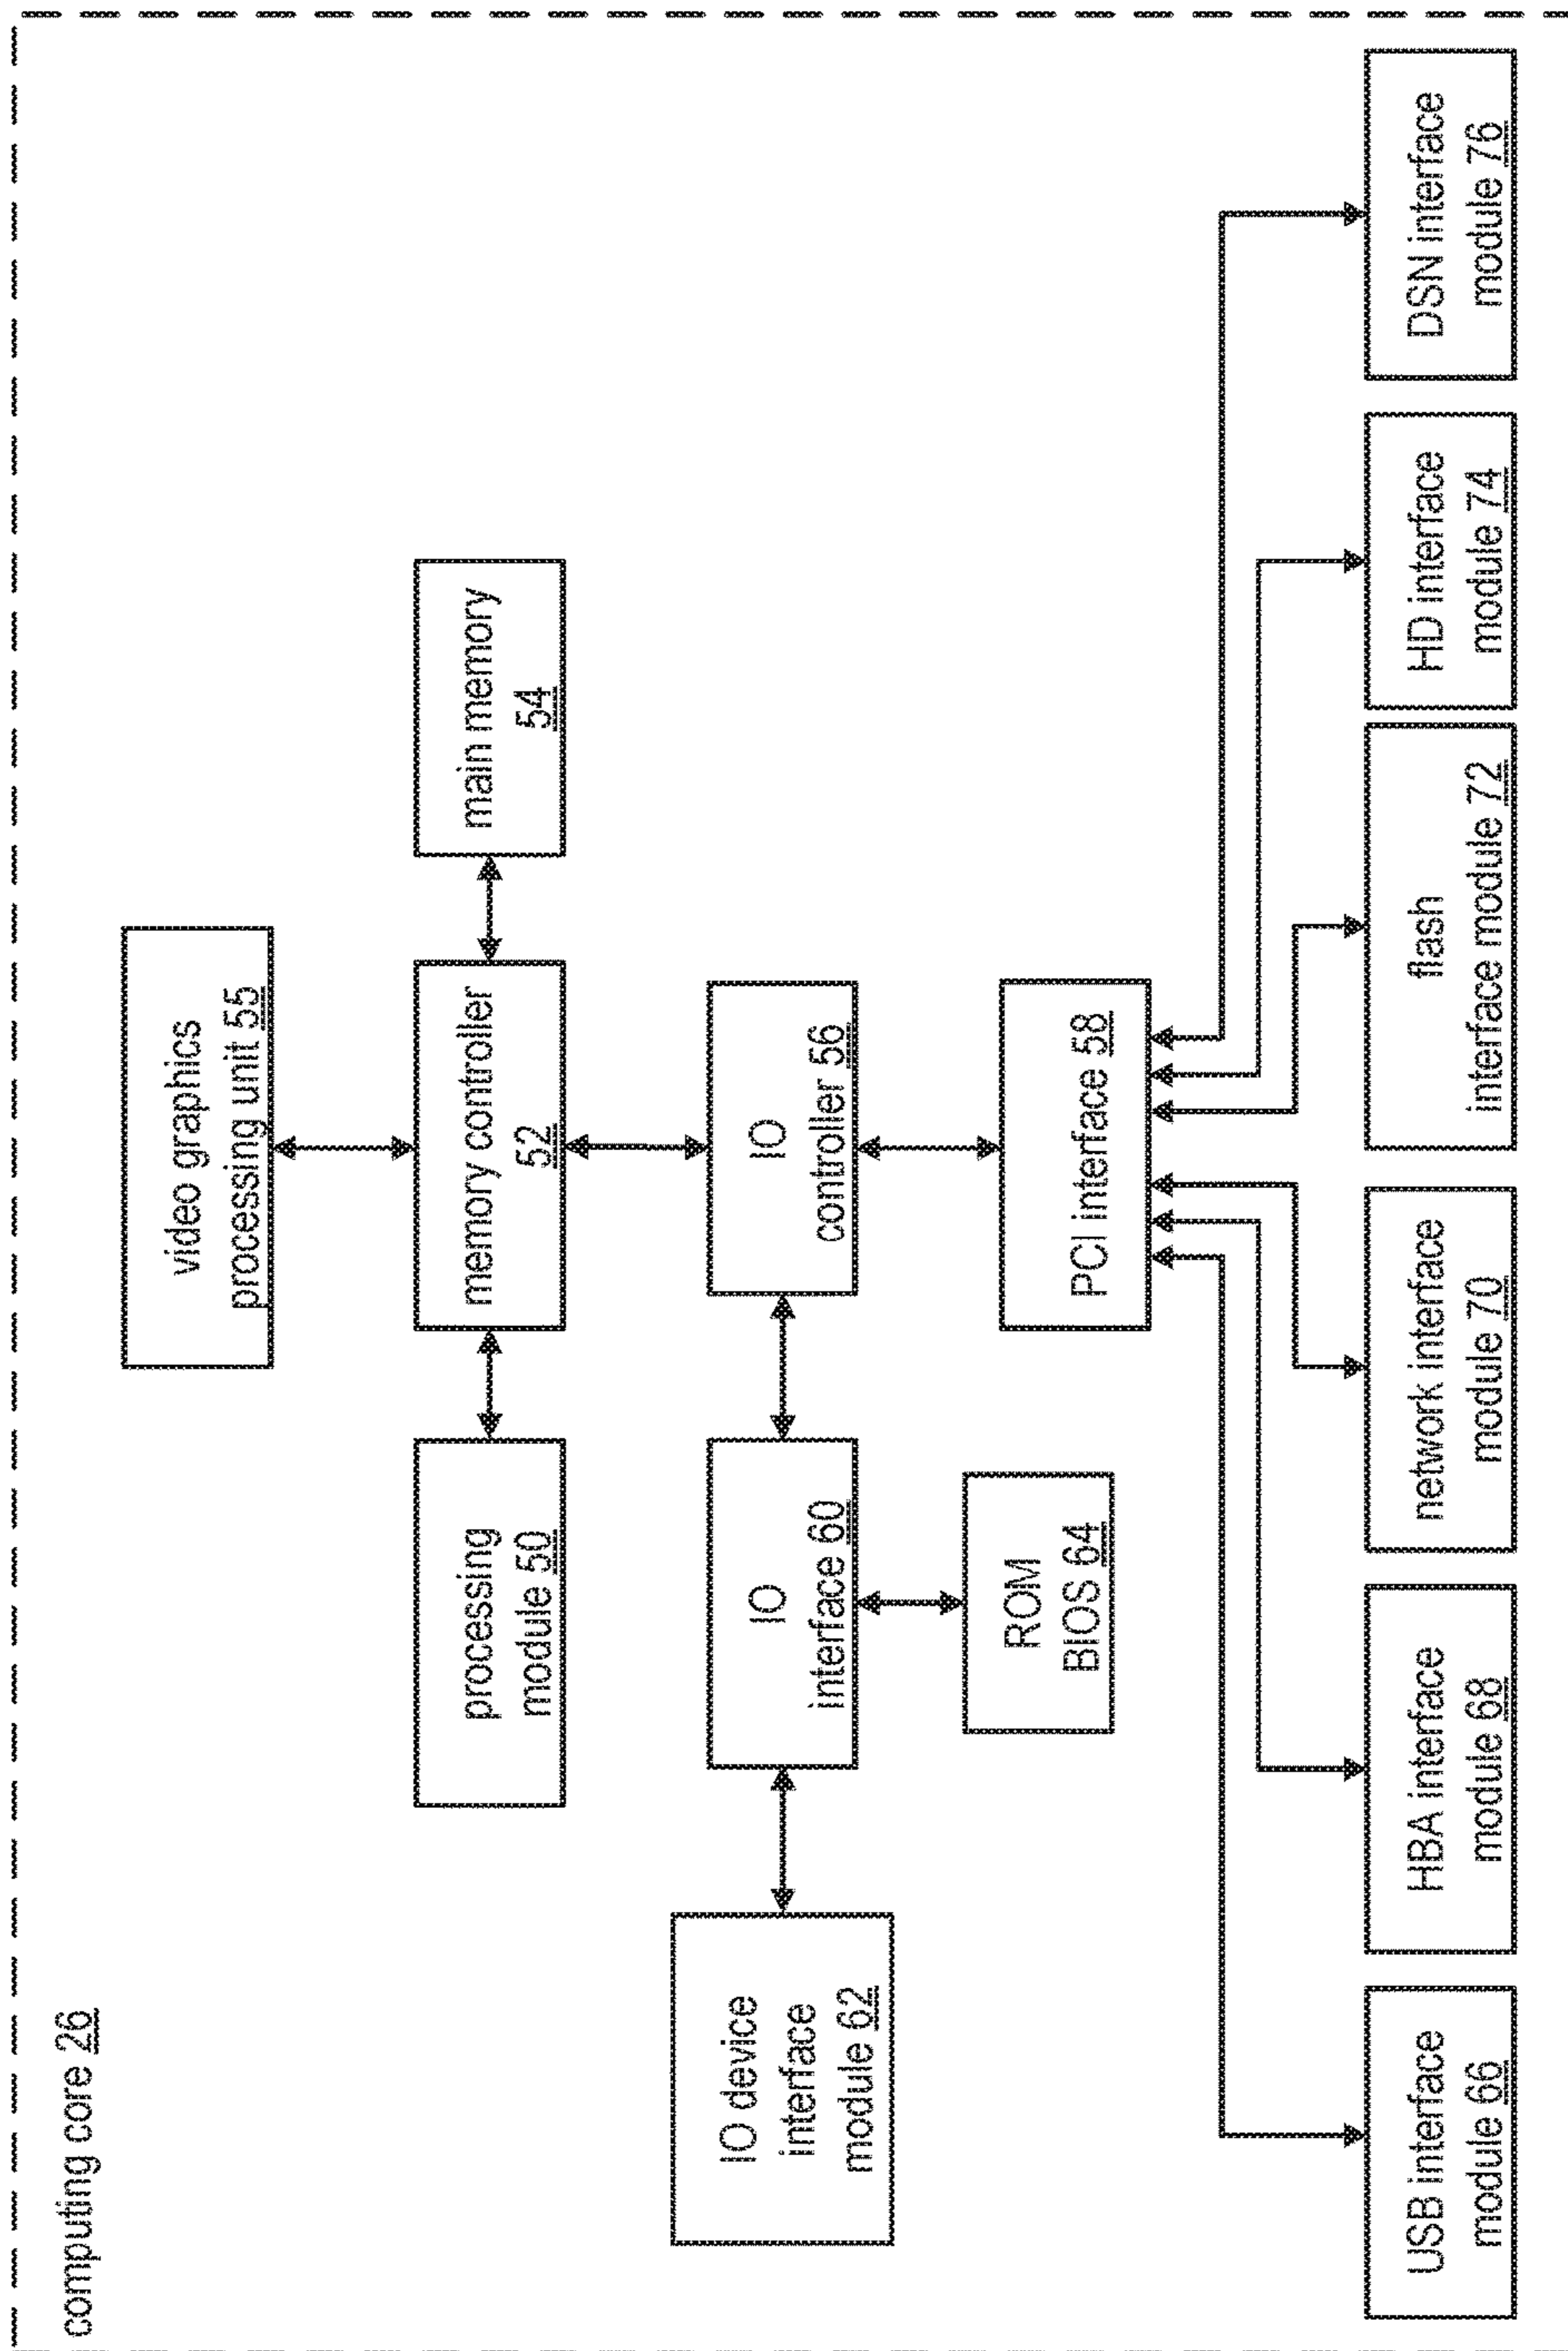 computing core 26
video graphics
processing unit 55
processing
module 50
memory controller
52
main memory
54
IO device
interface
module 62
IO
interface 60
IO
controller 56
ROM
BIOS 64
PCI interface 58
USB interface
module 66
HBA interface
module 68
network interface
module 70
flash
interface module 72
HD interface
module 74
DSN interface
module 76